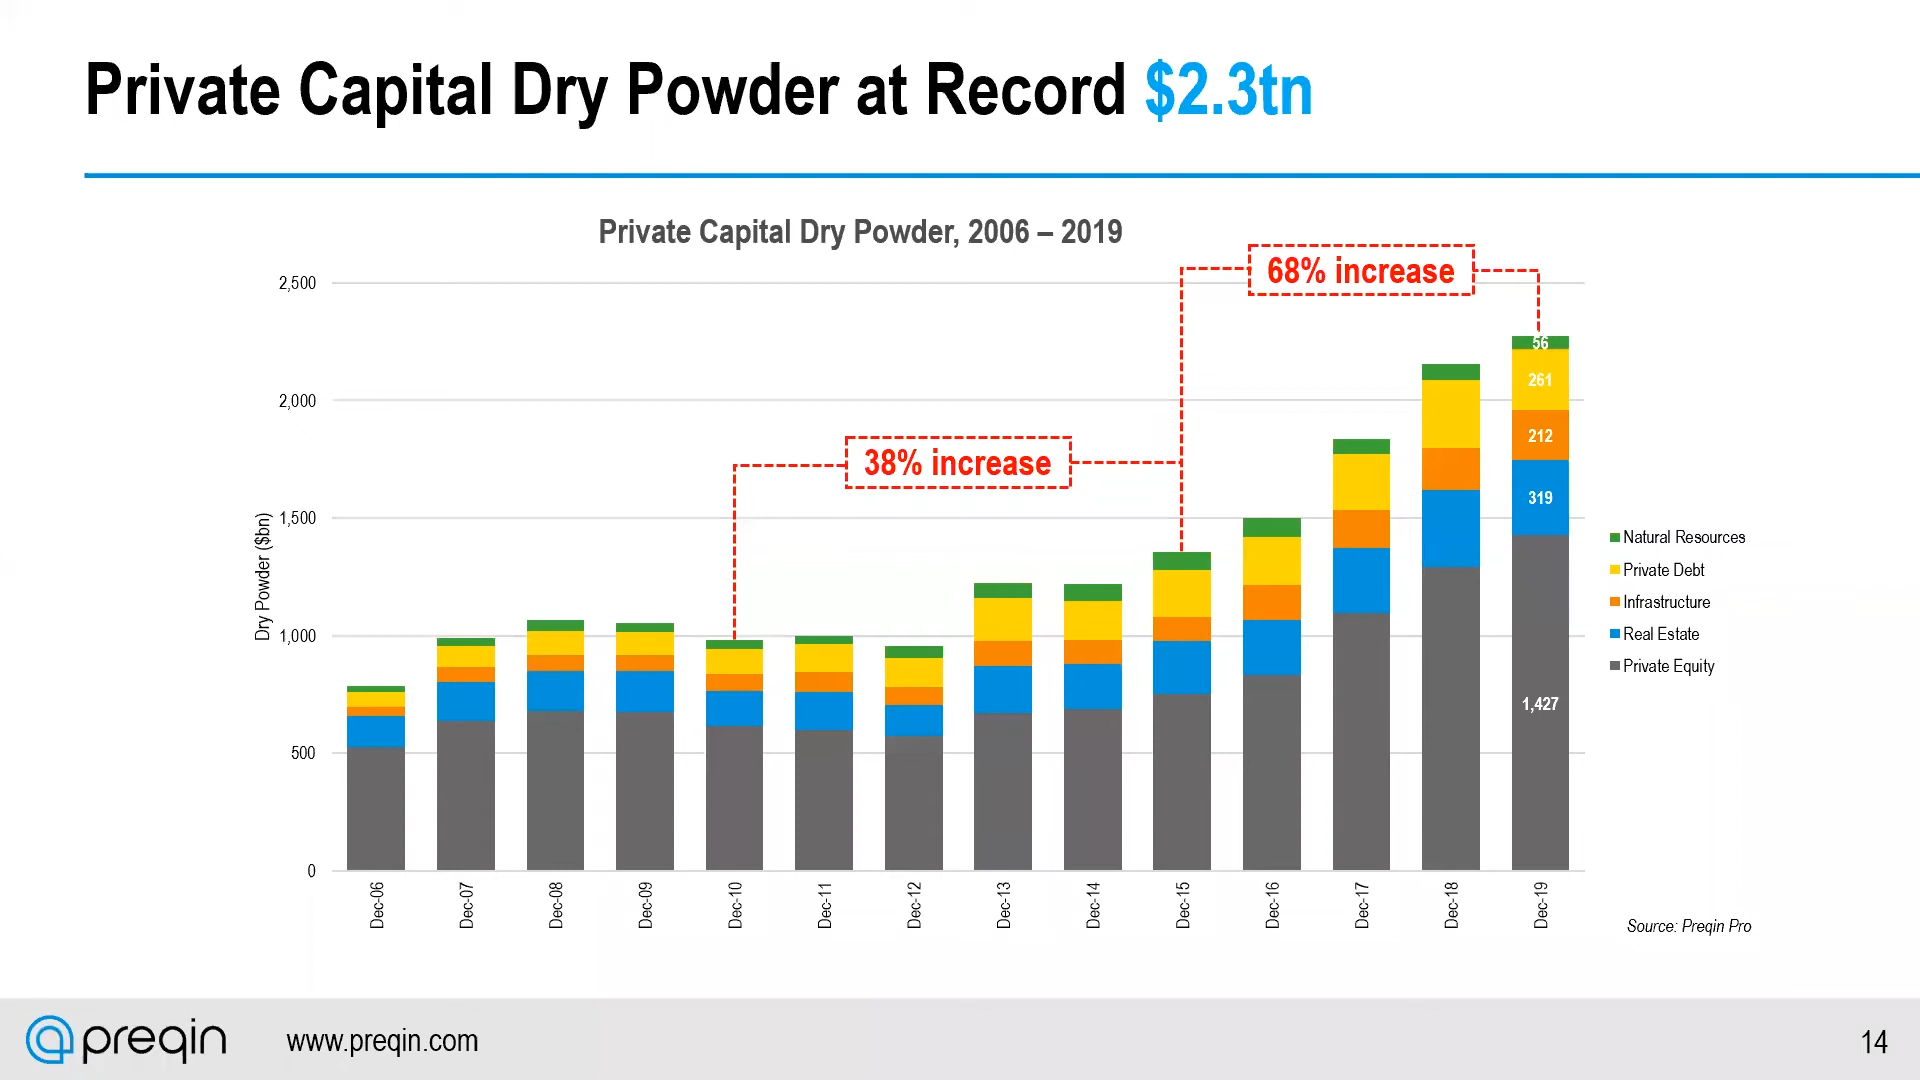 Private Capital Dry Powder at Record $2.3tn
Private Capital Dry Powder, 2006 – 2019
68% increase
38% increase
Dry Powder ($bn)
2,500
2,000
1,500
1,000
500
0
56
261
212
319
1,427
Dec-06
Dec-07
Dec-08
Dec-09
Dec-10
Dec-11
Dec-12
Dec-13
Dec-14
Dec-15
Dec-16
Dec-17
Dec-18
Dec-19
Natural Resources
Private Debt
Infrastructure
Real Estate
Private Equity
Source: Preqin Pro
preqin
www.preqin.com
14